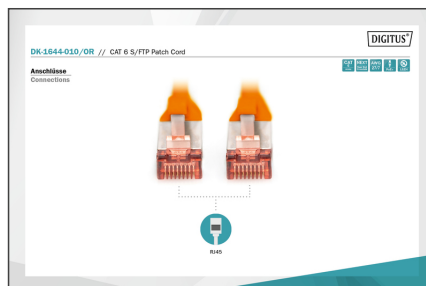 DIGITUS®
DK-1644-010/OR // CAT 6 S/FTP Patch Cord
Anschlüsse
Connections
RJ45